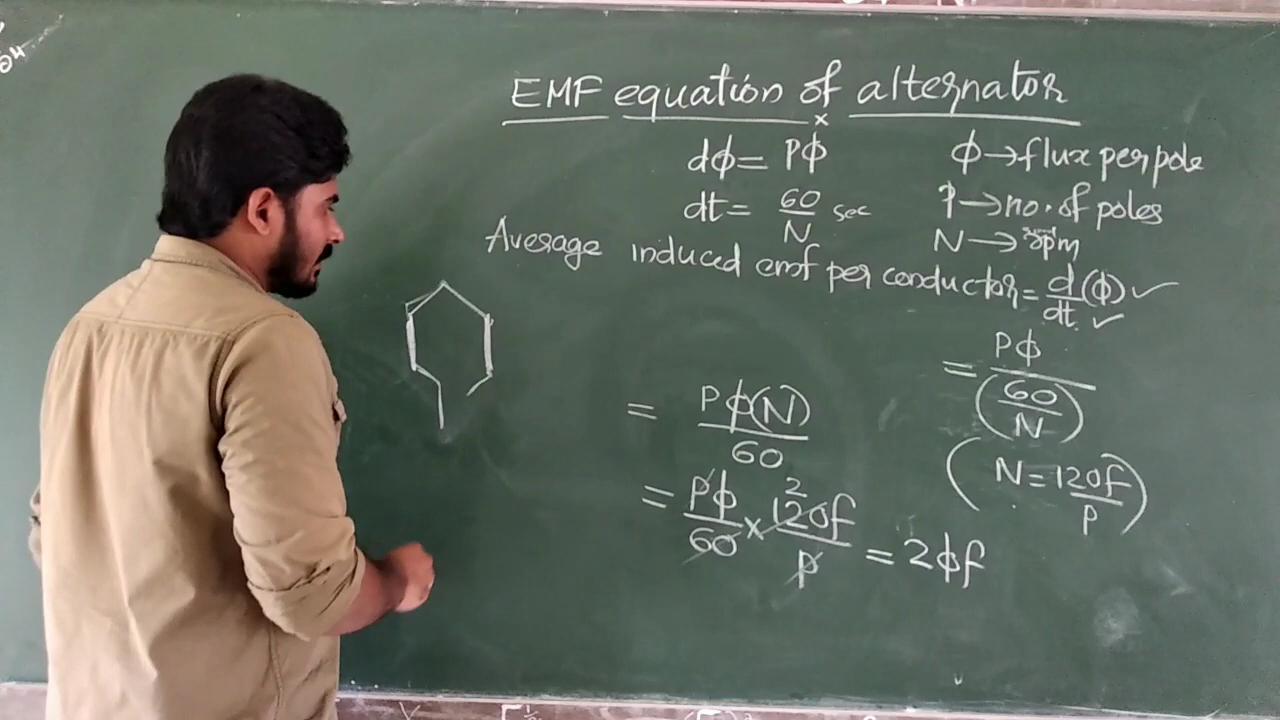 EMF equation of alternator
dϕ = Pϕ
ϕ → flux per pole
dt = 60/N sec
P → no. of poles
N → rpm
Average induced emf per conductor = d/dt (ϕ) ✓ ✓
= Pϕ/(60/N)
= Pϕ(N)/60
(N = 120f/P)
= Pϕ/60 × 120f/P 2 = 2ϕf